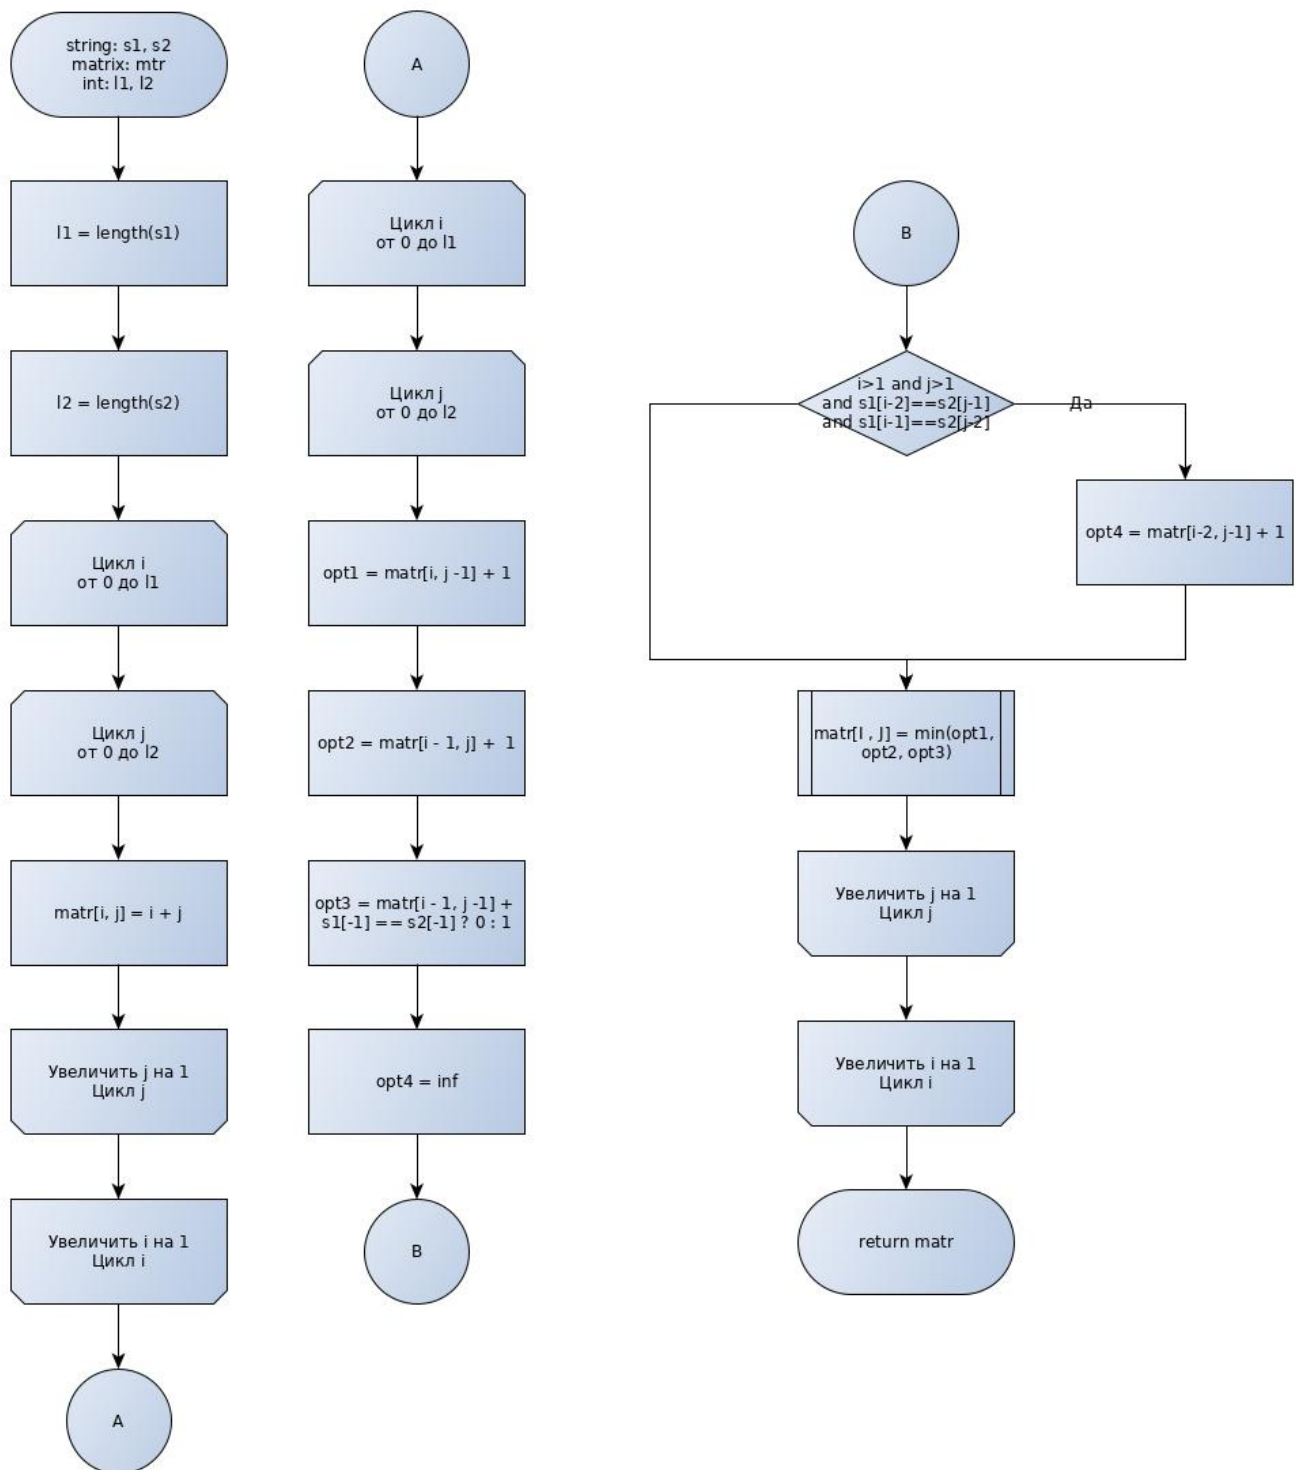 string: s1, s2
matrix: mtr
int: l1, l2
l1 = length(s1)
l2 = length(s2)
Цикл i
от 0 до l1
Цикл j
от 0 до l2
matr[i, j] = i + j
Увеличить j на 1
Цикл j
Увеличить i на 1
Цикл i
A
A
Цикл i
от 0 до l1
Цикл j
от 0 до l2
opt1 = matr[i, j -1] + 1
opt2 = matr[i - 1, j] + 1
opt3 = matr[i - 1, j -1] +
s1[-1] == s2[-1] ? 0 : 1
opt4 = inf
B
B
i>1 and j>1
and s1[i-2]==s2[j-1]
and s1[i-1]==s2[j-2]
Да
opt4 = matr[i-2, j-1] + 1
matr[I , J] = min(opt1,
opt2, opt3)
Увеличить j на 1
Цикл j
Увеличить i на 1
Цикл i
return matr